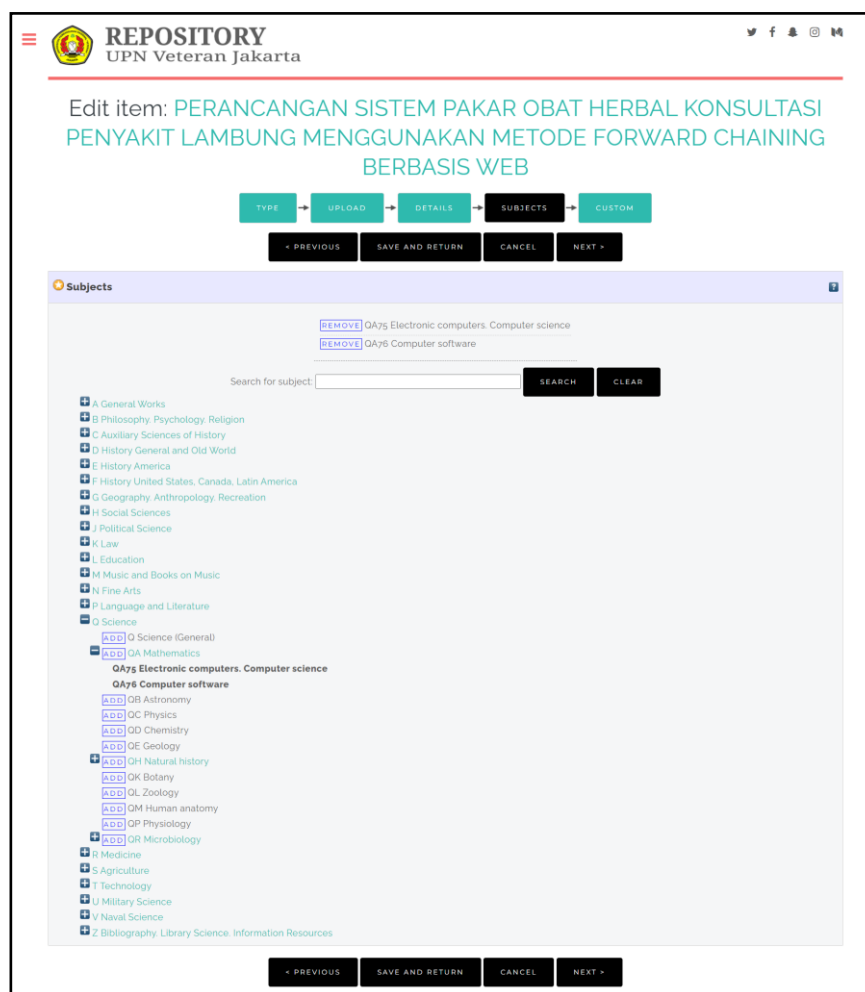 REPOSITORY
UPN Veteran Jakarta
Edit item: PERANCANGAN SISTEM PAKAR OBAT HERBAL KONSULTASI
PENYAKIT LAMBUNG MENGGUNAKAN METODE FORWARD CHAINING
BERBASIS WEB
TYPE UPLOAD DETAILS SUBJECTS CUSTOM
< PREVIOUS SAVE AND RETURN CANCEL NEXT >
Subjects ?
REMOVE QA75 Electronic computers. Computer science
REMOVE QA76 Computer software
Search for subject: SEARCH CLEAR
A General Works
B Philosophy. Psychology. Religion
C Auxiliary Sciences of History
D History General and Old World
E History America
F History United States, Canada, Latin America
G Geography. Anthropology. Recreation
H Social Sciences
J Political Science
K Law
L Education
M Music and Books on Music
N Fine Arts
P Language and Literature
Q Science
ADD Q Science (General)
ADD QA Mathematics
QA75 Electronic computers. Computer science
QA76 Computer software
ADD QB Astronomy
ADD QC Physics
ADD QD Chemistry
ADD QE Geology
ADD QH Natural history
ADD QK Botany
ADD QL Zoology
ADD QM Human anatomy
ADD QP Physiology
ADD QR Microbiology
R Medicine
S Agriculture
T Technology
U Military Science
V Naval Science
Z Bibliography. Library Science. Information Resources
< PREVIOUS SAVE AND RETURN CANCEL NEXT >